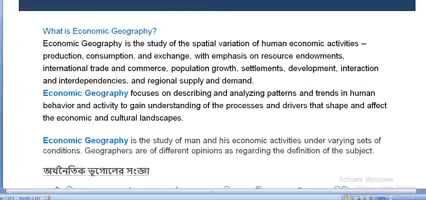 What is Economic Geography?
Economic Geography is the study of the spatial variation of human economic activities –
production, consumption, and exchange, with emphasis on resource endowments,
international trade and commerce, population growth, settlements, development, interaction
and interdependencies, and regional supply and demand.
Economic Geography focuses on describing and analyzing patterns and trends in human
behavior and activity to gain understanding of the processes and drivers that shape and affect
the economic and cultural landscapes.
Economic Geography is the study of man and his economic activities under varying sets of
conditions. Geographers are of different opinions as regarding the definition of the subject.
অর্থনৈতিক ভূগোলের সংজ্ঞা
Activate Windows